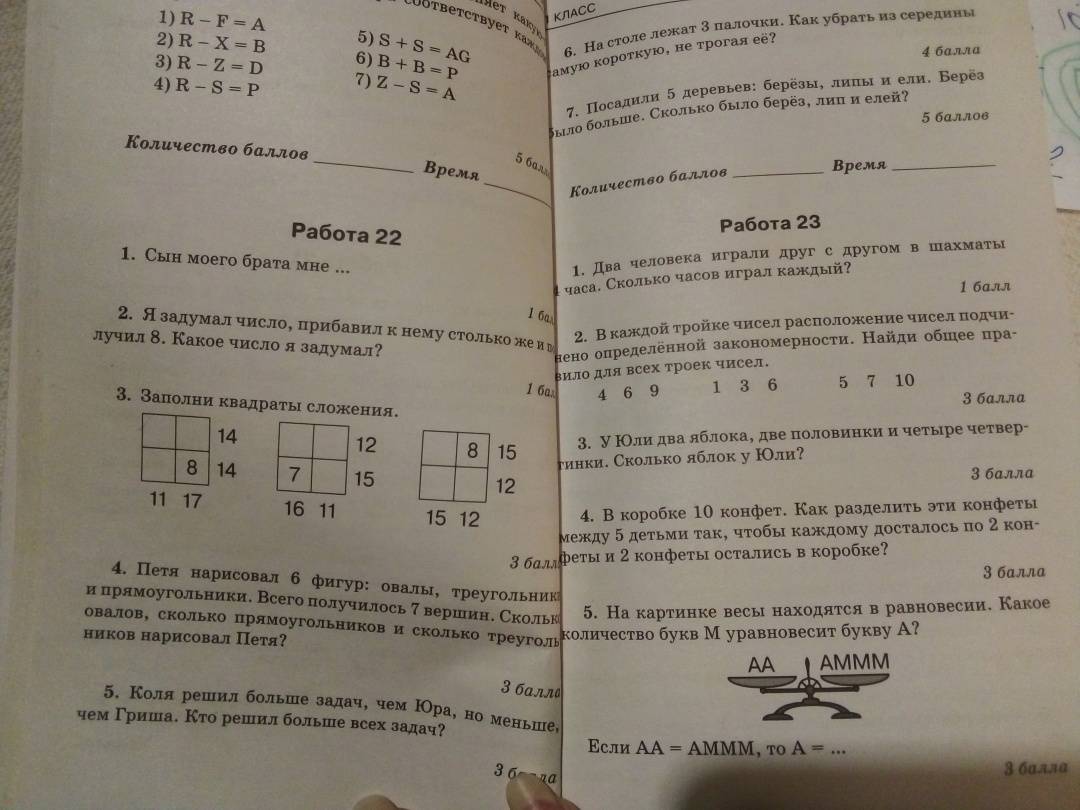 соответствует
1) R – F = A
2) R – X = B
3) R – Z = D
4) R – S = P
5) S + S = AG
6) B + B = P
7) Z – S = A
5 балл
Количество баллов ________ Время ________
Работа 22
1. Сын моего брата мне ...
1 бал
2. Я задумал число, прибавил к нему столько же и
лучил 8. Какое число я задумал?
1 бал
3. Заполни квадраты сложения.
14
8 14
11 17
12
7 15
16 11
8 15
12
15 12
3 балл
4. Петя нарисовал 6 фигур: овалы, треугольник
и прямоугольники. Всего получилось 7 вершин. Скольк
овалов, сколько прямоугольников и сколько треуголь
ников нарисовал Петя?
3 балла
5. Коля решил больше задач, чем Юра, но меньше,
чем Гриша. Кто решил больше всех задач?
3 балла
КЛАСС
6. На столе лежат 3 палочки. Как убрать из середины
самую короткую, не трогая её?
4 балла
7. Посадили 5 деревьев: берёзы, липы и ели. Берёз
было больше. Сколько было берёз, лип и елей?
5 баллов
Количество баллов ________ Время ________
Работа 23
1. Два человека играли друг с другом в шахматы
4 часа. Сколько часов играл каждый?
1 балл
2. В каждой тройке чисел расположение чисел подчи-
нено определённой закономерности. Найди общее пра-
вило для всех троек чисел.
4 6 9 1 3 6 5 7 10
3 балла
3. У Юли два яблока, две половинки и четыре четвер-
тинки. Сколько яблок у Юли?
3 балла
4. В коробке 10 конфет. Как разделить эти конфеты
между 5 детьми так, чтобы каждому досталось по 2 кон-
феты и 2 конфеты остались в коробке?
3 балла
5. На картинке весы находятся в равновесии. Какое
количество букв М уравновесит букву А?
АА АМММ
Если АА = АМММ, то А = ...
3 балла